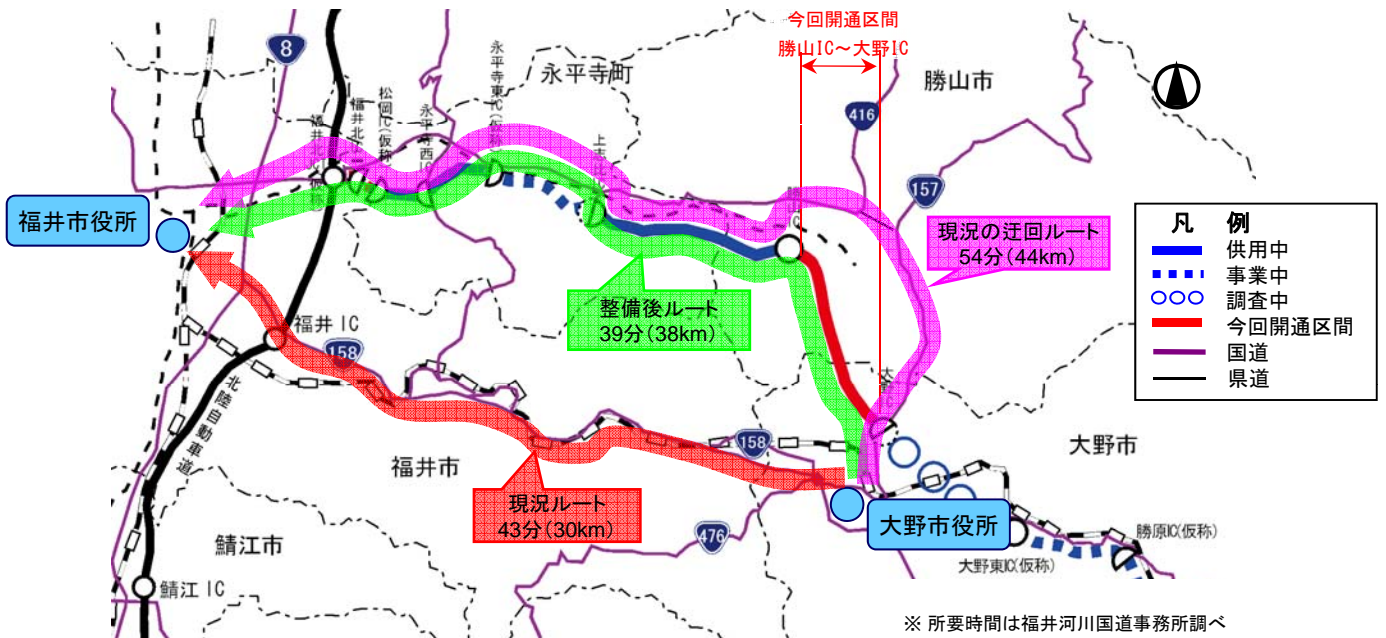 今回開通区間
勝山IC~大野IC
8
永平寺町
勝山市
416
157
永平寺東IC(仮称)
永平寺西IC
松岡IC(仮称)
福井市役所
現況の迂回ルート
54分(44km)
整備後ルート
39分(38km)
凡 例
供用中
事業中
調査中
今回開通区間
国道
県道
福井IC
158
北陸自動車道
福井市
158
大野市
現況ルート
43分(30km)
大野市役所
476
鯖江市
鯖江IC
勝原IC(仮称)
大野東IC(仮称)
※ 所要時間は福井河川国道事務所調べ